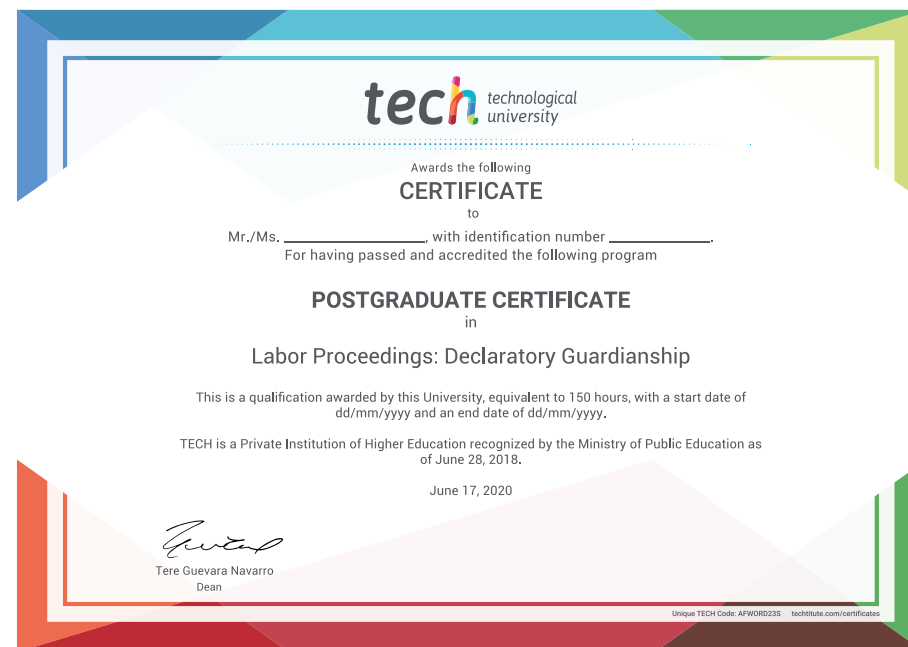 tech technological
university
Awards the following
CERTIFICATE
to
Mr./Ms. ____________________, with identification number ______________.
For having passed and accredited the following program
POSTGRADUATE CERTIFICATE
in
Labor Proceedings: Declaratory Guardianship
This is a qualification awarded by this University, equivalent to 150 hours, with a start date of
dd/mm/yyyy and an end date of dd/mm/yyyy.
TECH is a Private Institution of Higher Education recognized by the Ministry of Public Education as
of June 28, 2018.
June 17, 2020
Tere Guevara Navarro
Dean
Unique TECH Code: AFWORD23S techtitute.com/certificates